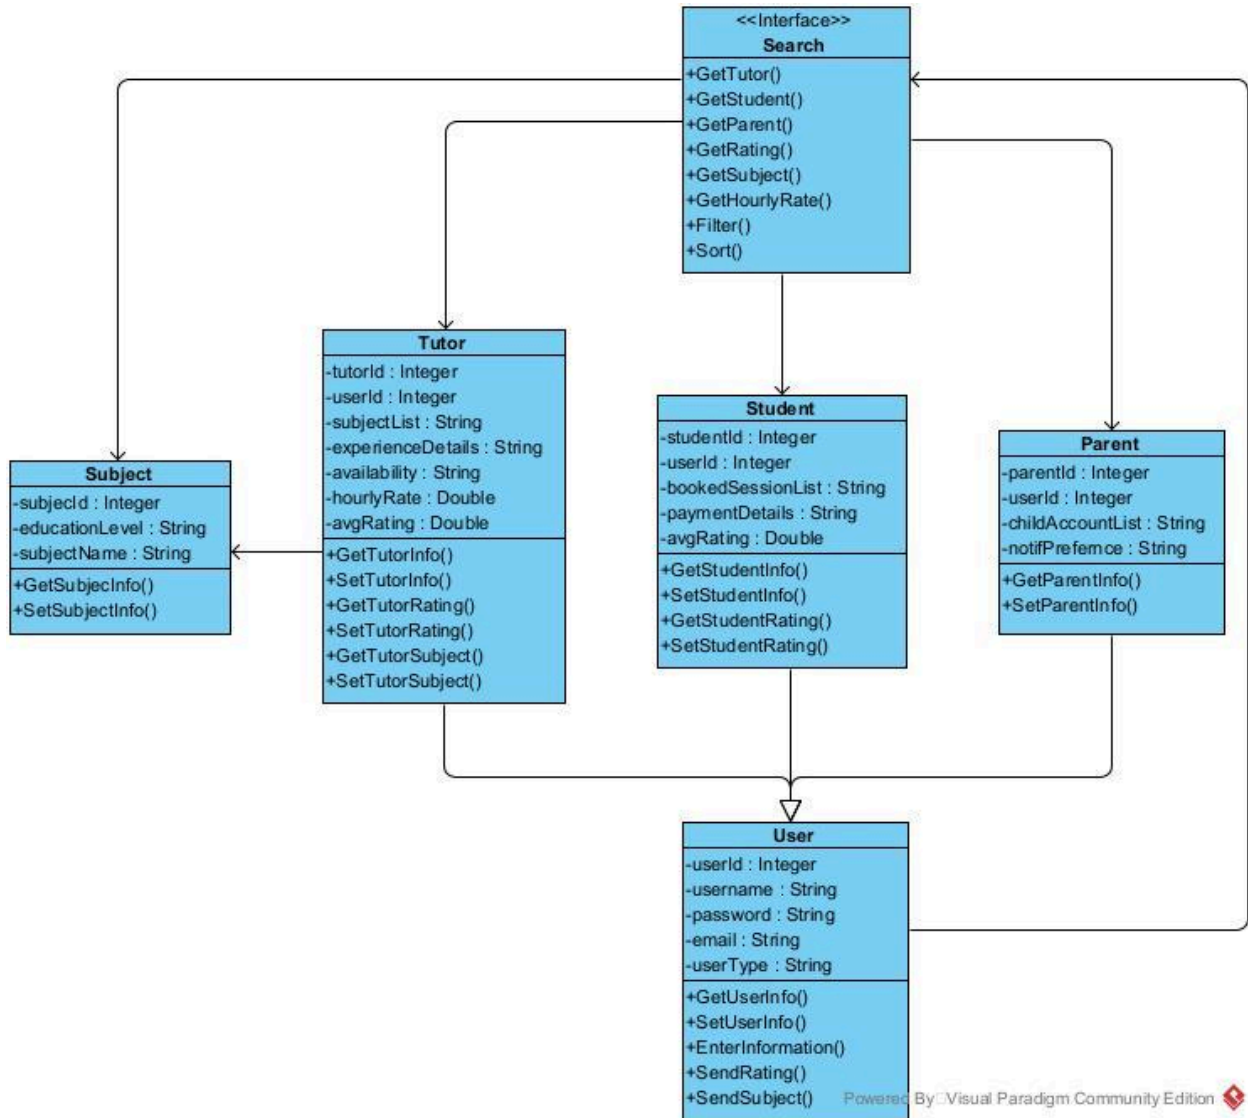 <<Interface>>
Search
+GetTutor()
+GetStudent()
+GetParent()
+GetRating()
+GetSubject()
+GetHourlyRate()
+Filter()
+Sort()
Tutor
-tutorId : Integer
-userId : Integer
-subjectList : String
-experienceDetails : String
-availability : String
-hourlyRate : Double
-avgRating : Double
+GetTutorInfo()
+SetTutorInfo()
+GetTutorRating()
+SetTutorRating()
+GetTutorSubject()
+SetTutorSubject()
Student
-studentId : Integer
-userId : Integer
-bookedSessionList : String
-paymentDetails : String
-avgRating : Double
+GetStudentInfo()
+SetStudentInfo()
+GetStudentRating()
+SetStudentRating()
Parent
-parentId : Integer
-userId : Integer
-childAccountList : String
-notifPrefernce : String
+GetParentInfo()
+SetParentInfo()
Subject
-subjecId : Integer
-educationLevel : String
-subjectName : String
+GetSubjecInfo()
+SetSubjectInfo()
User
-userId : Integer
-username : String
-password : String
-email : String
-userType : String
+GetUserInfo()
+SetUserInfo()
+EnterInformation()
+SendRating()
+SendSubject()
Powered By Visual Paradigm Community Edition